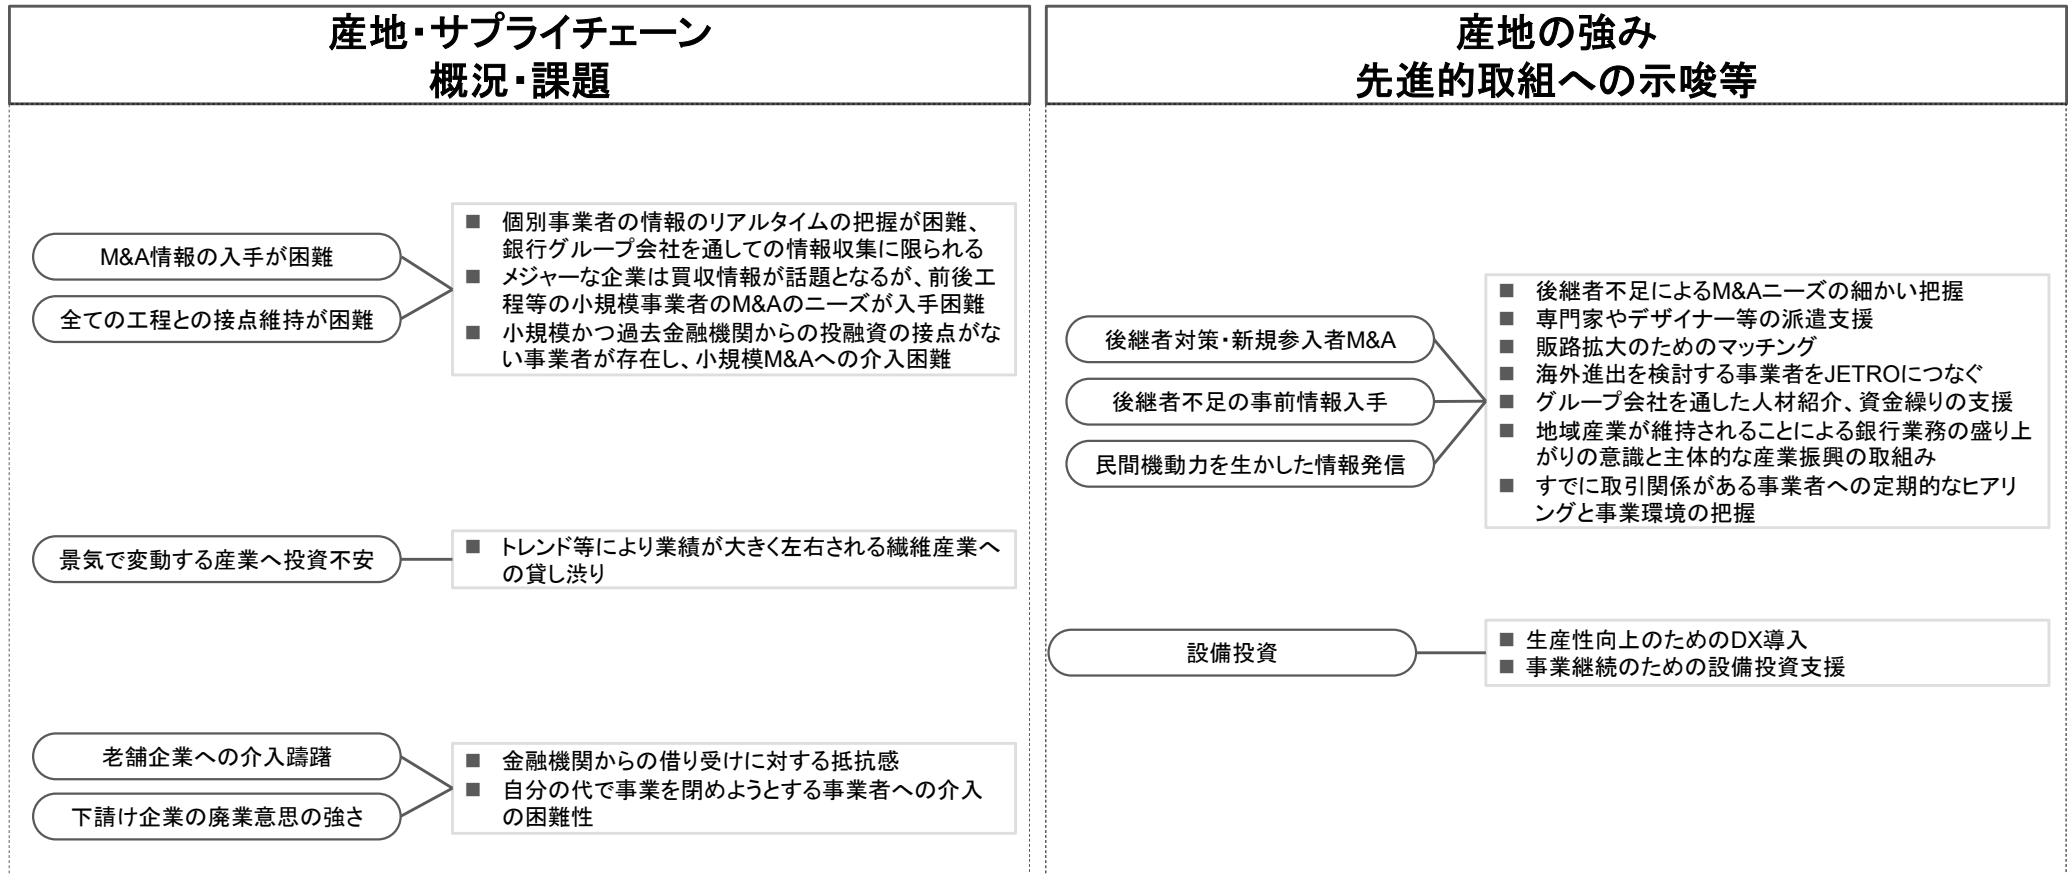 産地・サプライチェーン
概況・課題
M&A情報の入手が困難
全ての工程との接点維持が困難
■ 個別事業者の情報のリアルタイムの把握が困難、
銀行グループ会社を通しての情報収集に限られる
■ メジャーな企業は買収情報が話題となるが、前後工
程等の小規模事業者のM&Aのニーズが入手困難
■ 小規模かつ過去金融機関からの投融資の接点がな
い事業者が存在し、小規模M&Aへの介入困難
景気で変動する産業へ投資不安
■ トレンド等により業績が大きく左右される繊維産業へ
の貸し渋り
老舗企業への介入躊躇
下請け企業の廃業意思の強さ
■ 金融機関からの借り受けに対する抵抗感
■ 自分の代で事業を閉めようとする事業者への介入
の困難性
産地の強み
先進的取組への示唆等
後継者対策・新規参入者M&A
後継者不足の事前情報入手
民間機動力を生かした情報発信
■ 後継者不足によるM&Aニーズの細かい把握
■ 専門家やデザイナー等の派遣支援
■ 販路拡大のためのマッチング
■ 海外進出を検討する事業者をJETROにつなぐ
■ グループ会社を通した人材紹介、資金繰りの支援
■ 地域産業が維持されることによる銀行業務の盛り上
がりの意識と主体的な産業振興の取組み
■ すでに取引関係がある事業者への定期的なヒアリ
ングと事業環境の把握
設備投資
■ 生産性向上のためのDX導入
■ 事業継続のための設備投資支援